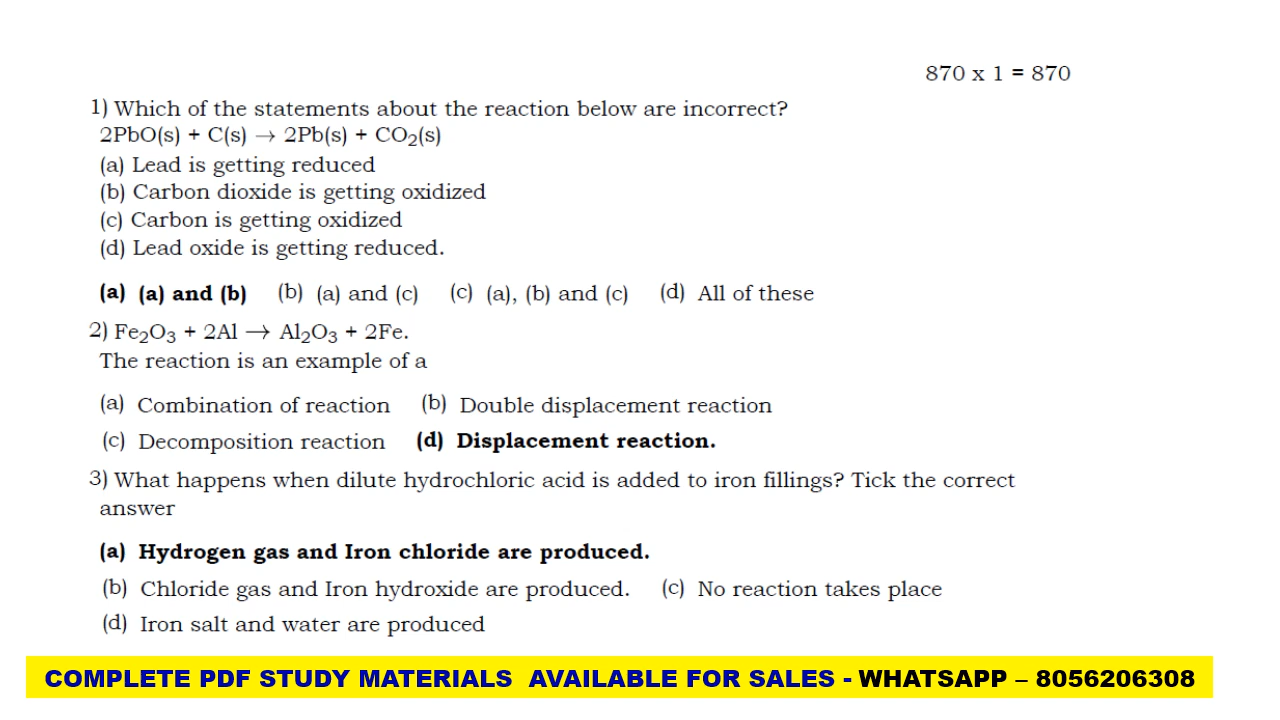 870 x 1 = 870
1) Which of the statements about the reaction below are incorrect?
2PbO(s) + C(s) → 2Pb(s) + CO₂(s)
(a) Lead is getting reduced
(b) Carbon dioxide is getting oxidized
(c) Carbon is getting oxidized
(d) Lead oxide is getting reduced.
(a) (a) and (b) (b) (a) and (c) (c) (a), (b) and (c) (d) All of these
2) Fe₂O₃ + 2Al → Al₂O₃ + 2Fe.
The reaction is an example of a
(a) Combination of reaction (b) Double displacement reaction
(c) Decomposition reaction (d) Displacement reaction.
3) What happens when dilute hydrochloric acid is added to iron fillings? Tick the correct
answer
(a) Hydrogen gas and Iron chloride are produced.
(b) Chloride gas and Iron hydroxide are produced. (c) No reaction takes place
(d) Iron salt and water are produced
COMPLETE PDF STUDY MATERIALS AVAILABLE FOR SALES - WHATSAPP – 8056206308